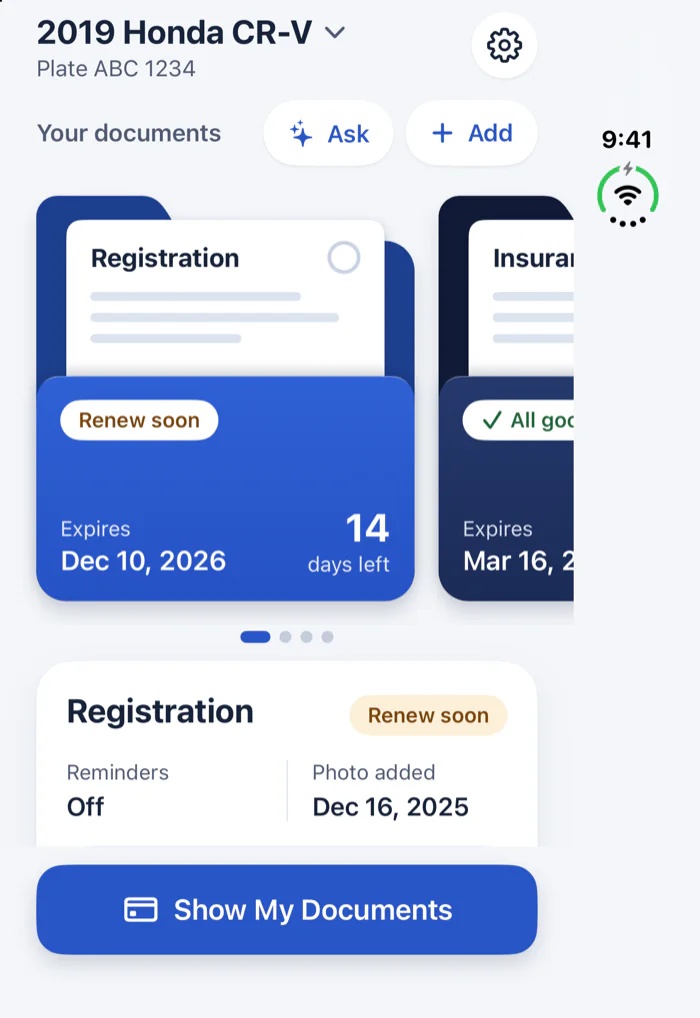 2019 Honda CR-V
Plate ABC 1234
9:41
Your documents
Ask
Add
Registration
Renew soon
Expires
Dec 10, 2026
14
days left
Insurar
All goo
Expires
Mar 16, 2
Registration
Renew soon
Reminders
Off
Photo added
Dec 16, 2025
Show My Documents